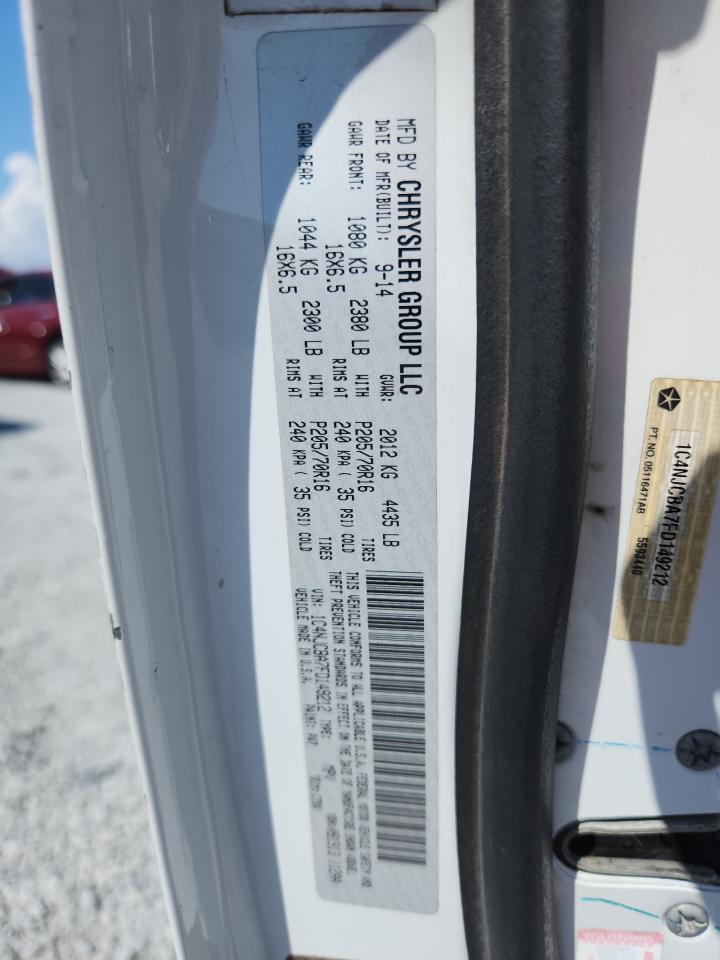 MFD BY CHRYSLER GROUP LLC
DATE OF MFR(BUILT): 9-14 GVWR: 2012 KG 4435 LB
GAWR FRONT: 1080 KG 2380 LB WITH P205/70R16 TIRES
16X6.5 RIMS AT 240 KPA ( 35 PSI) COLD
GAWR REAR: 1044 KG 2300 LB WITH P205/70R16 TIRES
16X6.5 RIMS AT 240 KPA ( 35 PSI) COLD
THIS VEHICLE CONFORMS TO ALL APPLICABLE U.S.A. FEDERAL MOTOR VEHICLE SAFETY AND
THEFT PREVENTION STANDARDS IN EFFECT ON THE DATE OF MANUFACTURE SHOWN ABOVE.
VIN: 1C4NJCBA7FD149212 TYPE: MPV
VEHICLE MADE IN U.S.A. PAINT: PW7
1C4NJCBA7FD149212
PT. NO. 05116471AB 5593440
WARNING